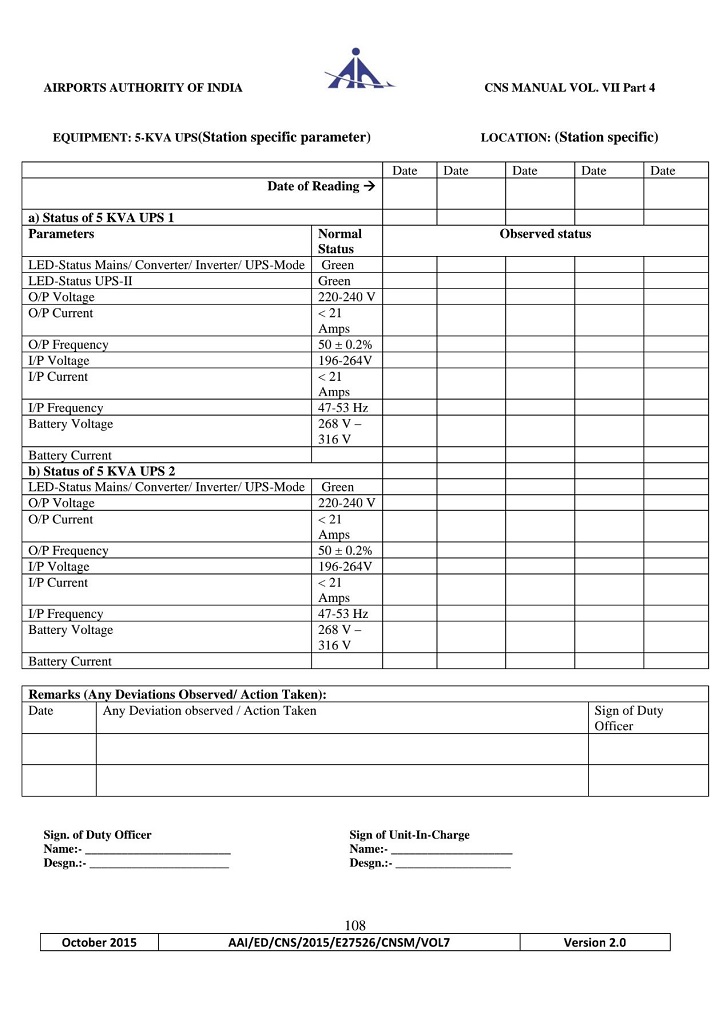 AIRPORTS AUTHORITY OF INDIA CNS MANUAL VOL. VII Part 4
EQUIPMENT: 5-KVA UPS(Station specific parameter) LOCATION: (Station specific)
Date Date Date Date Date
Date of Reading →
a) Status of 5 KVA UPS 1
Parameters Normal Status Observed status
LED-Status Mains/ Converter/ Inverter/ UPS-Mode Green
LED-Status UPS-II Green
O/P Voltage 220-240 V
O/P Current < 21 Amps
O/P Frequency 50 ± 0.2%
I/P Voltage 196-264V
I/P Current < 21 Amps
I/P Frequency 47-53 Hz
Battery Voltage 268 V – 316 V
Battery Current
b) Status of 5 KVA UPS 2
LED-Status Mains/ Converter/ Inverter/ UPS-Mode Green
O/P Voltage 220-240 V
O/P Current < 21 Amps
O/P Frequency 50 ± 0.2%
I/P Voltage 196-264V
I/P Current < 21 Amps
I/P Frequency 47-53 Hz
Battery Voltage 268 V – 316 V
Battery Current
Remarks (Any Deviations Observed/ Action Taken):
Date Any Deviation observed / Action Taken Sign of Duty Officer
Sign. of Duty Officer Sign of Unit-In-Charge
Name:- ______________________ Name:- ___________________
Desgn.:- ______________________ Desgn.:- __________________
108
October 2015 AAI/ED/CNS/2015/E27526/CNSM/VOL7 Version 2.0